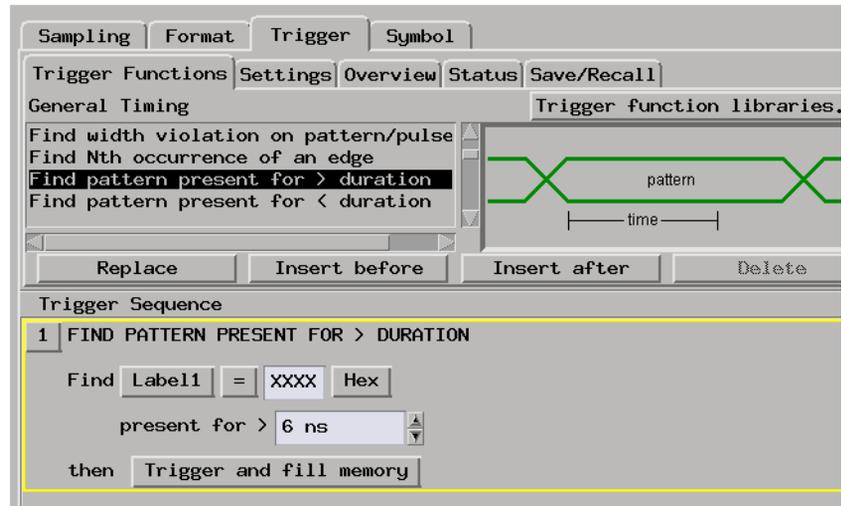 Sampling Format Trigger Symbol
Trigger Functions Settings Overview Status Save/Recall
General Timing Trigger function libraries.
Find width violation on pattern/pulse
Find Nth occurrence of an edge
Find pattern present for > duration
Find pattern present for < duration
pattern
time
Replace Insert before Insert after Delete
Trigger Sequence
1 FIND PATTERN PRESENT FOR > DURATION
Find Label1 = XXXX Hex
present for > 6 ns
then Trigger and fill memory